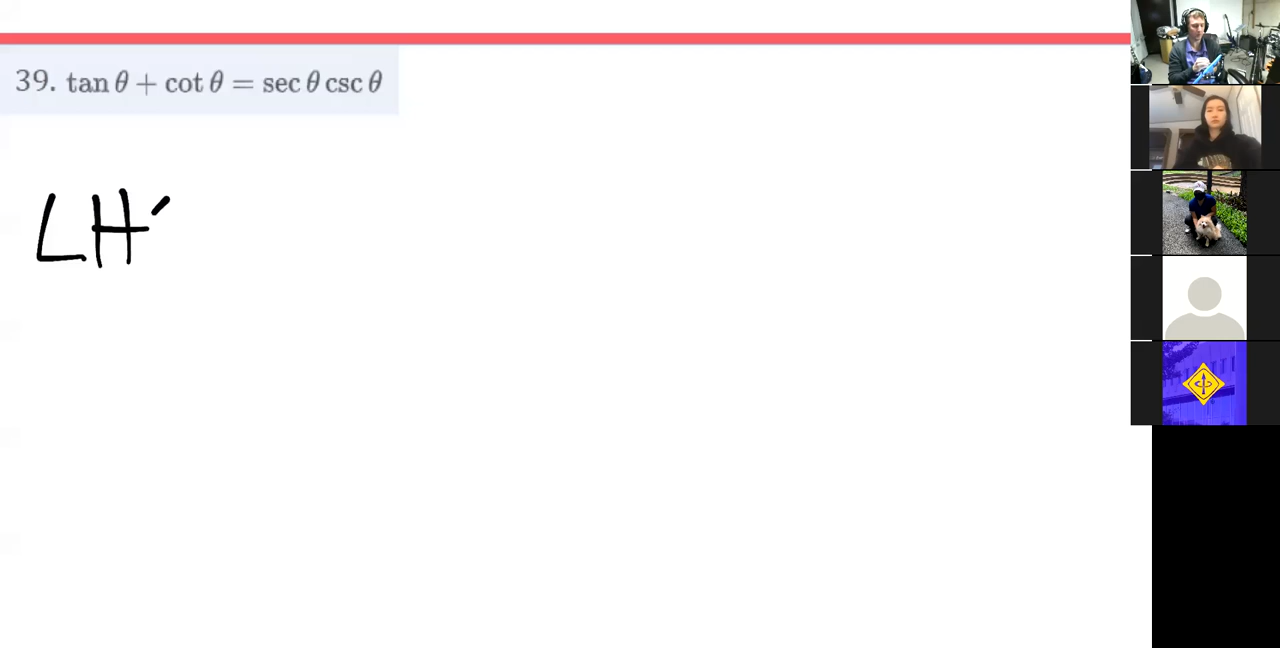 39. tan θ + cot θ = sec θ csc θ
LH